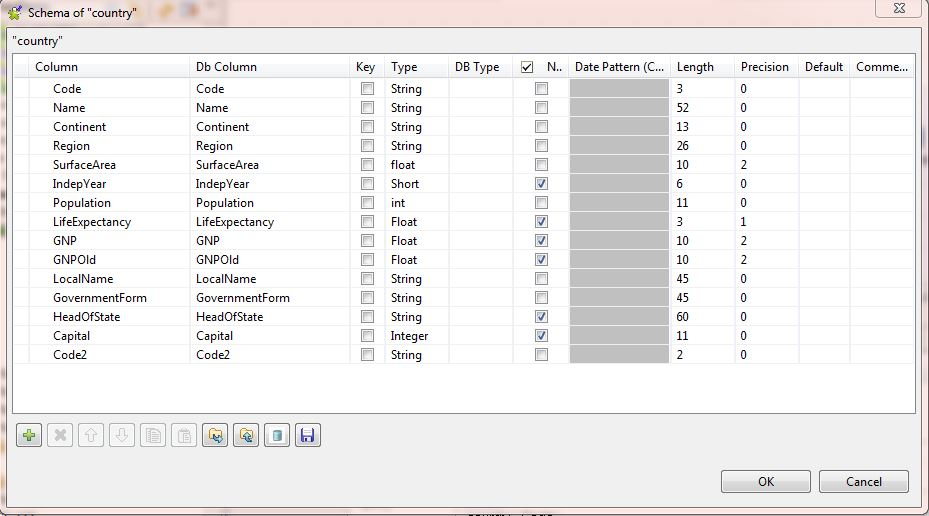 Schema of "country"
"country"
Column Db Column Key Type DB Type N.. Date Pattern (C... Length Precision Default Comme...
Code Code String 3 0
Name Name String 52 0
Continent Continent String 13 0
Region Region String 26 0
SurfaceArea SurfaceArea float 10 2
IndepYear IndepYear Short 6 0
Population Population int 11 0
LifeExpectancy LifeExpectancy Float 3 1
GNP GNP Float 10 2
GNPOld GNPOld Float 10 2
LocalName LocalName String 45 0
GovernmentForm GovernmentForm String 45 0
HeadOfState HeadOfState String 60 0
Capital Capital Integer 11 0
Code2 Code2 String 2 0
OK Cancel